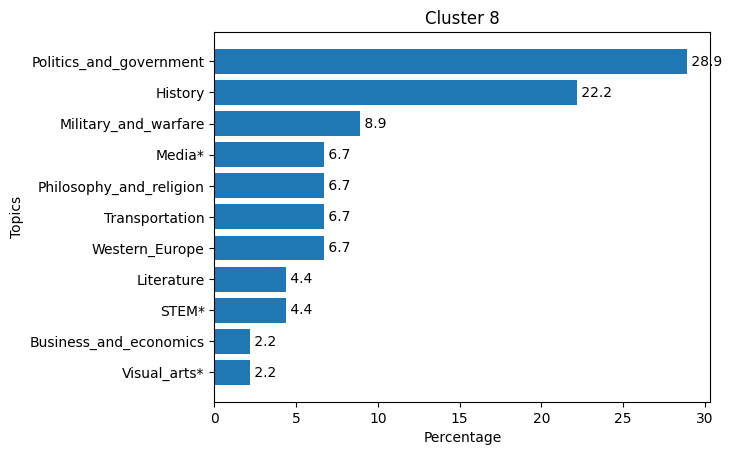 Cluster 8
Topics
Politics_and_government 28.9
History 22.2
Military_and_warfare 8.9
Media* 6.7
Philosophy_and_religion 6.7
Transportation 6.7
Western_Europe 6.7
Literature 4.4
STEM* 4.4
Business_and_economics 2.2
Visual_arts* 2.2
0 5 10 15 20 25 30
Percentage